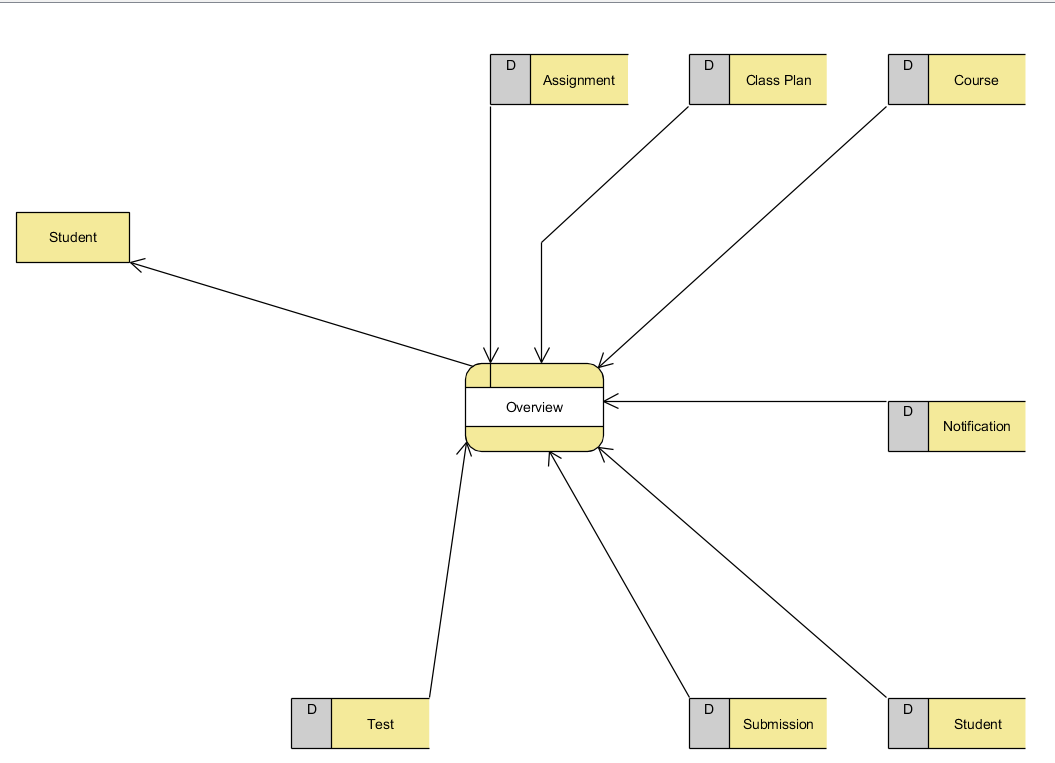 D
Assignment
D
Class Plan
D
Course
Student
Overview
D
Notification
D
Test
D
Submission
D
Student